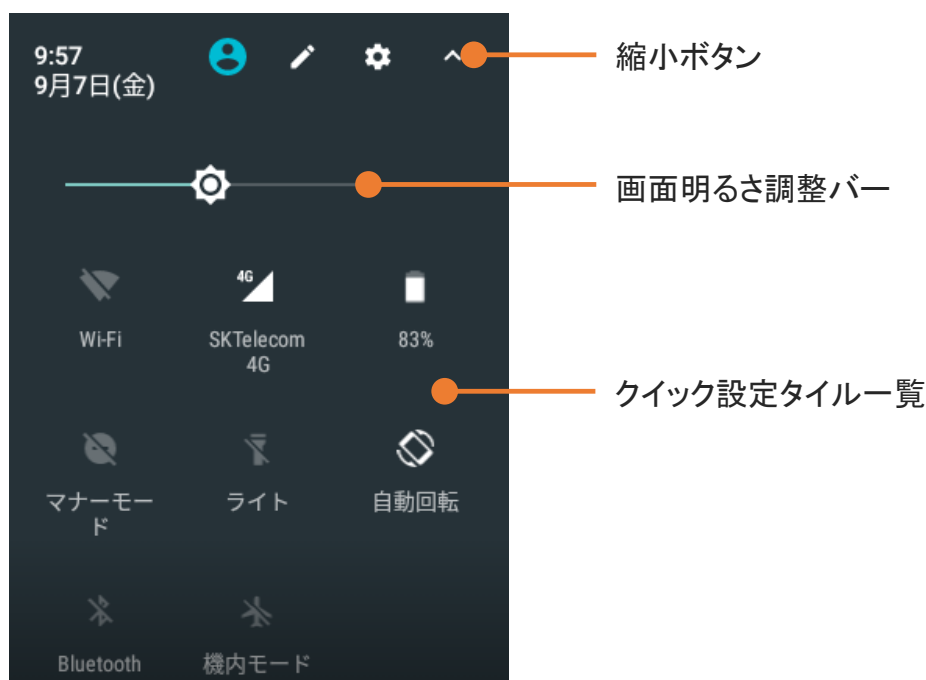 9:57
9月7日(金)
縮小ボタン
画面明るさ調整バー
4G
Wi-Fi
SKTelecom
4G
83%
クイック設定タイル一覧
マナーモー
ド
ライト
自動回転
Bluetooth
機内モード